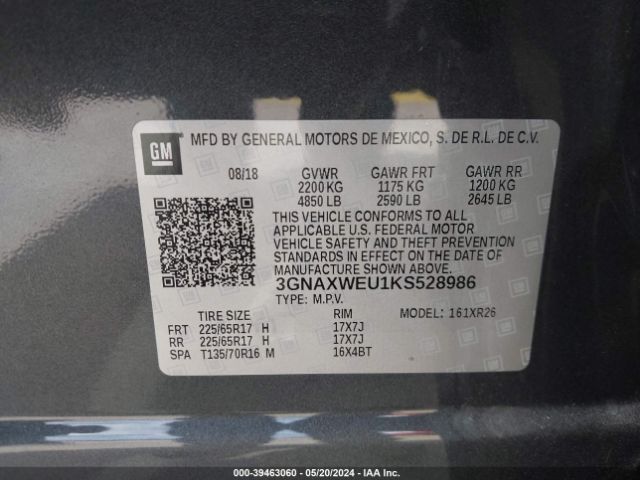 GM
MFD BY GENERAL MOTORS DE MEXICO, S. DE R.L. DE C.V.
08/18 GVWR GAWR FRT GAWR RR
2200 KG 1175 KG 1200 KG
4850 LB 2590 LB 2645 LB
THIS VEHICLE CONFORMS TO ALL
APPLICABLE U.S. FEDERAL MOTOR
VEHICLE SAFETY AND THEFT PREVENTION
STANDARDS IN EFFECT ON THE DATE OF
MANUFACTURE SHOWN ABOVE.
3GNAXWEU1KS528986
TYPE: M.P.V. MODEL: 161XR26
TIRE SIZE RIM
FRT 225/65R17 H 17X7J
RR 225/65R17 H 17X7J
SPA T135/70R16 M 16X4BT
000-39463060 - 05/20/2024 - IAA Inc.